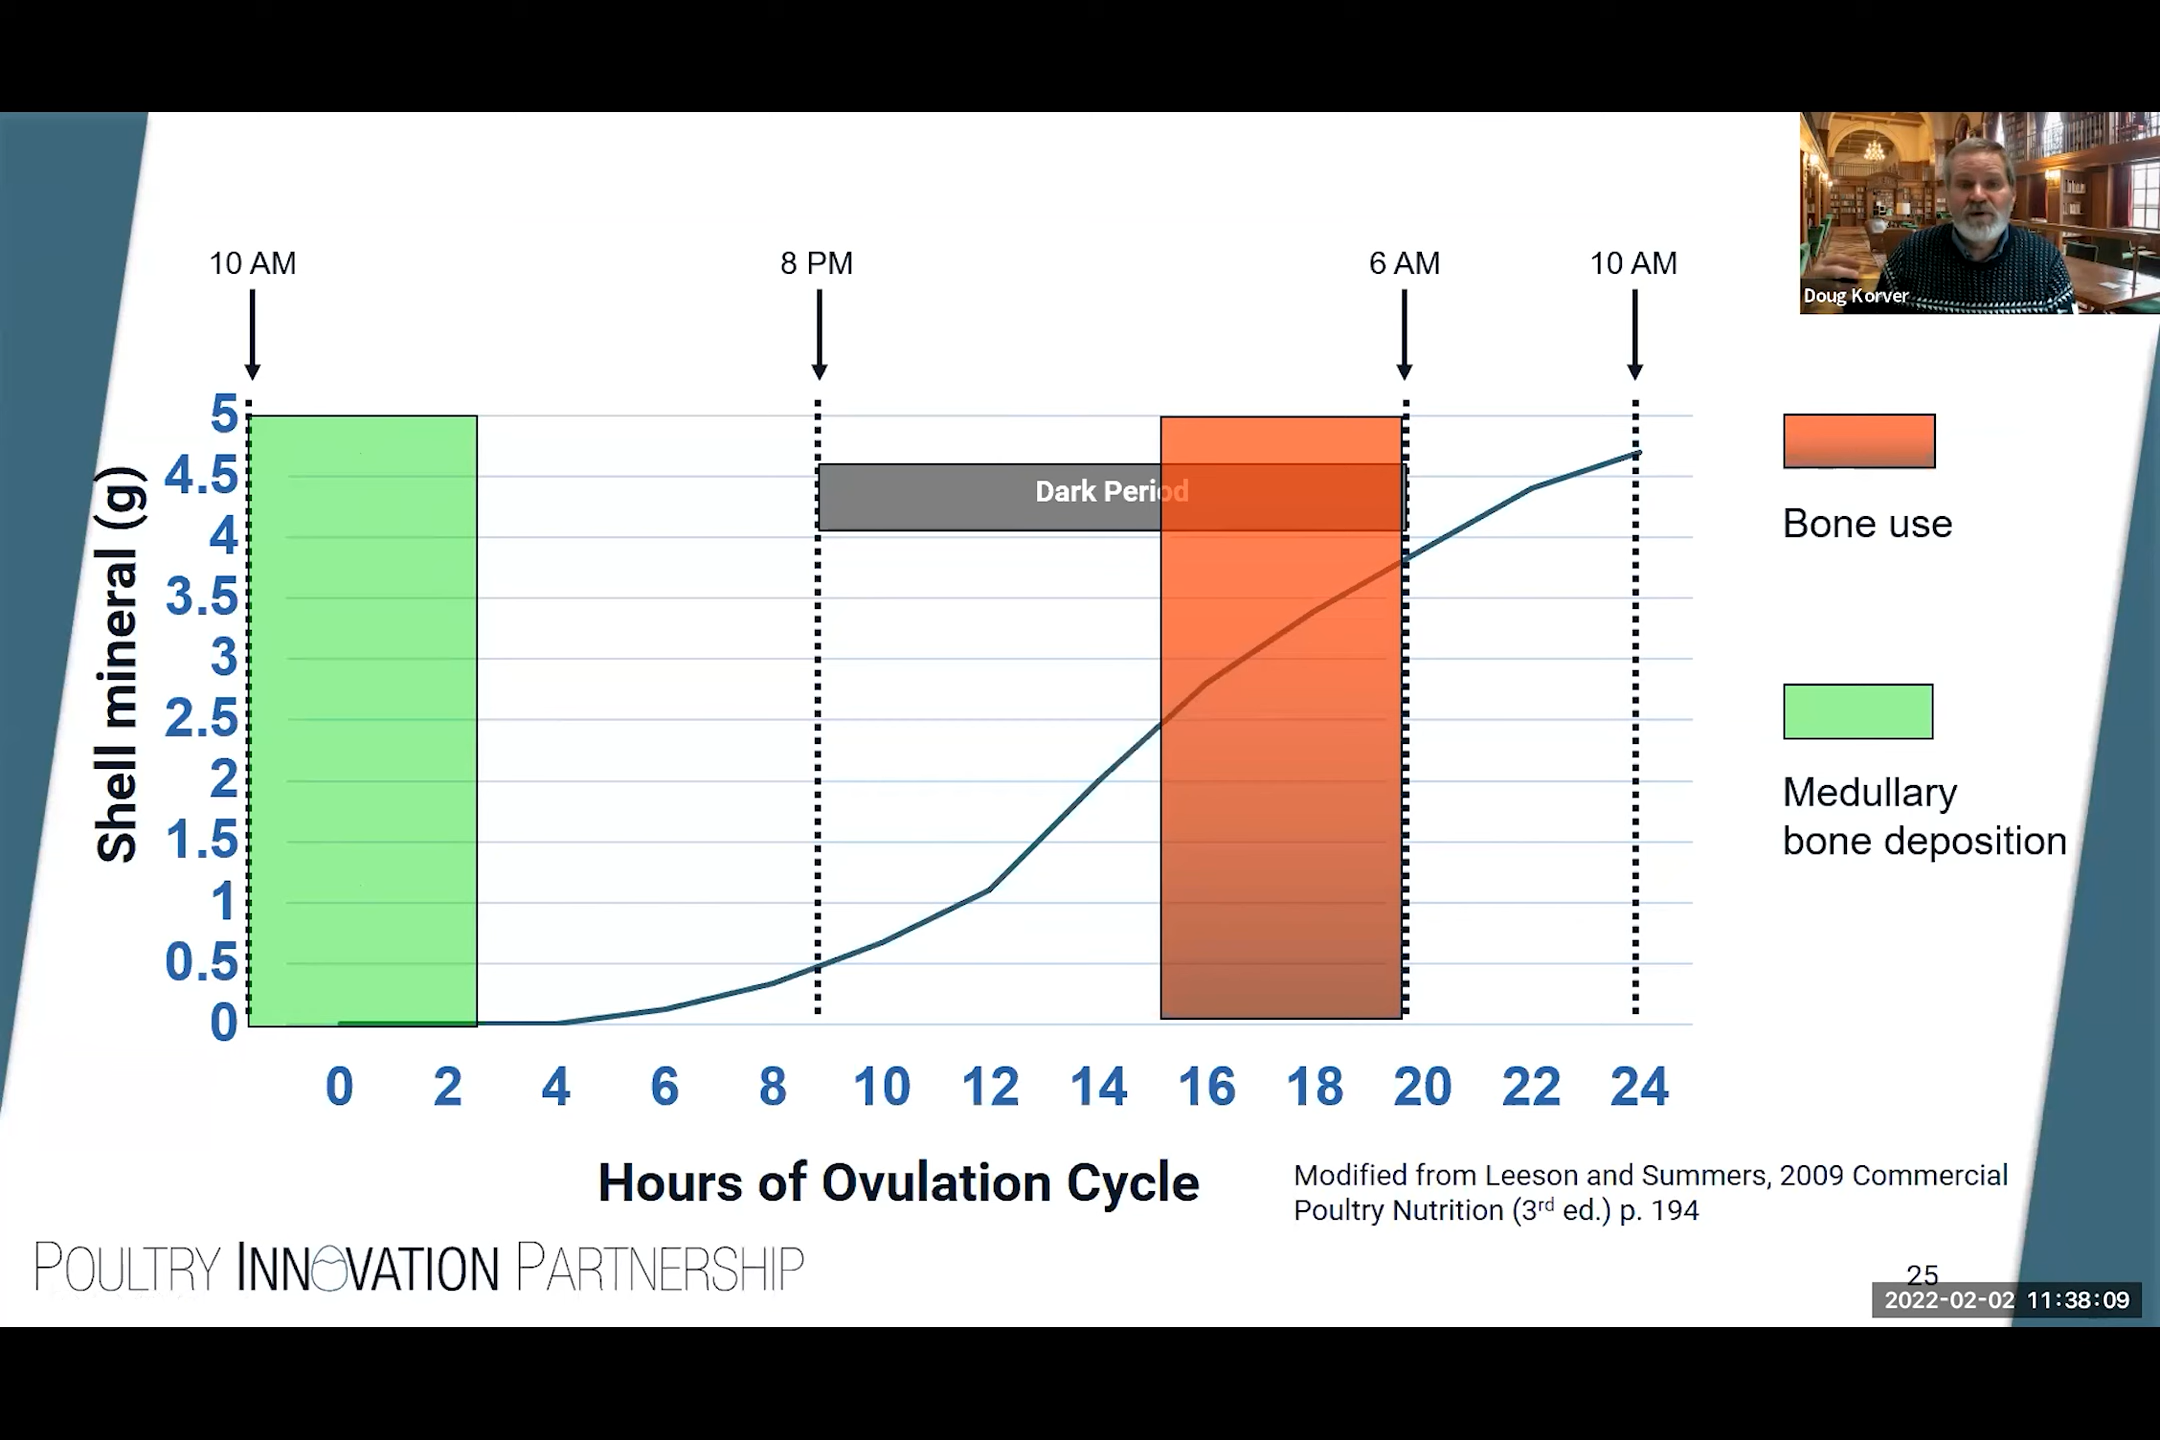 10 AM
8 PM
6 AM
10 AM
Doug Korver
5
4.5
4
3.5
3
2.5
2
1.5
1
0.5
0
Shell mineral (g)
Dark Period
Bone use
Medullary
bone deposition
0 2 4 6 8 10 12 14 16 18 20 22 24
Hours of Ovulation Cycle
Modified from Leeson and Summers, 2009 Commercial
Poultry Nutrition (3rd ed.) p. 194
POULTRY INNOVATION PARTNERSHIP
25
2022-02-02 11:38:09